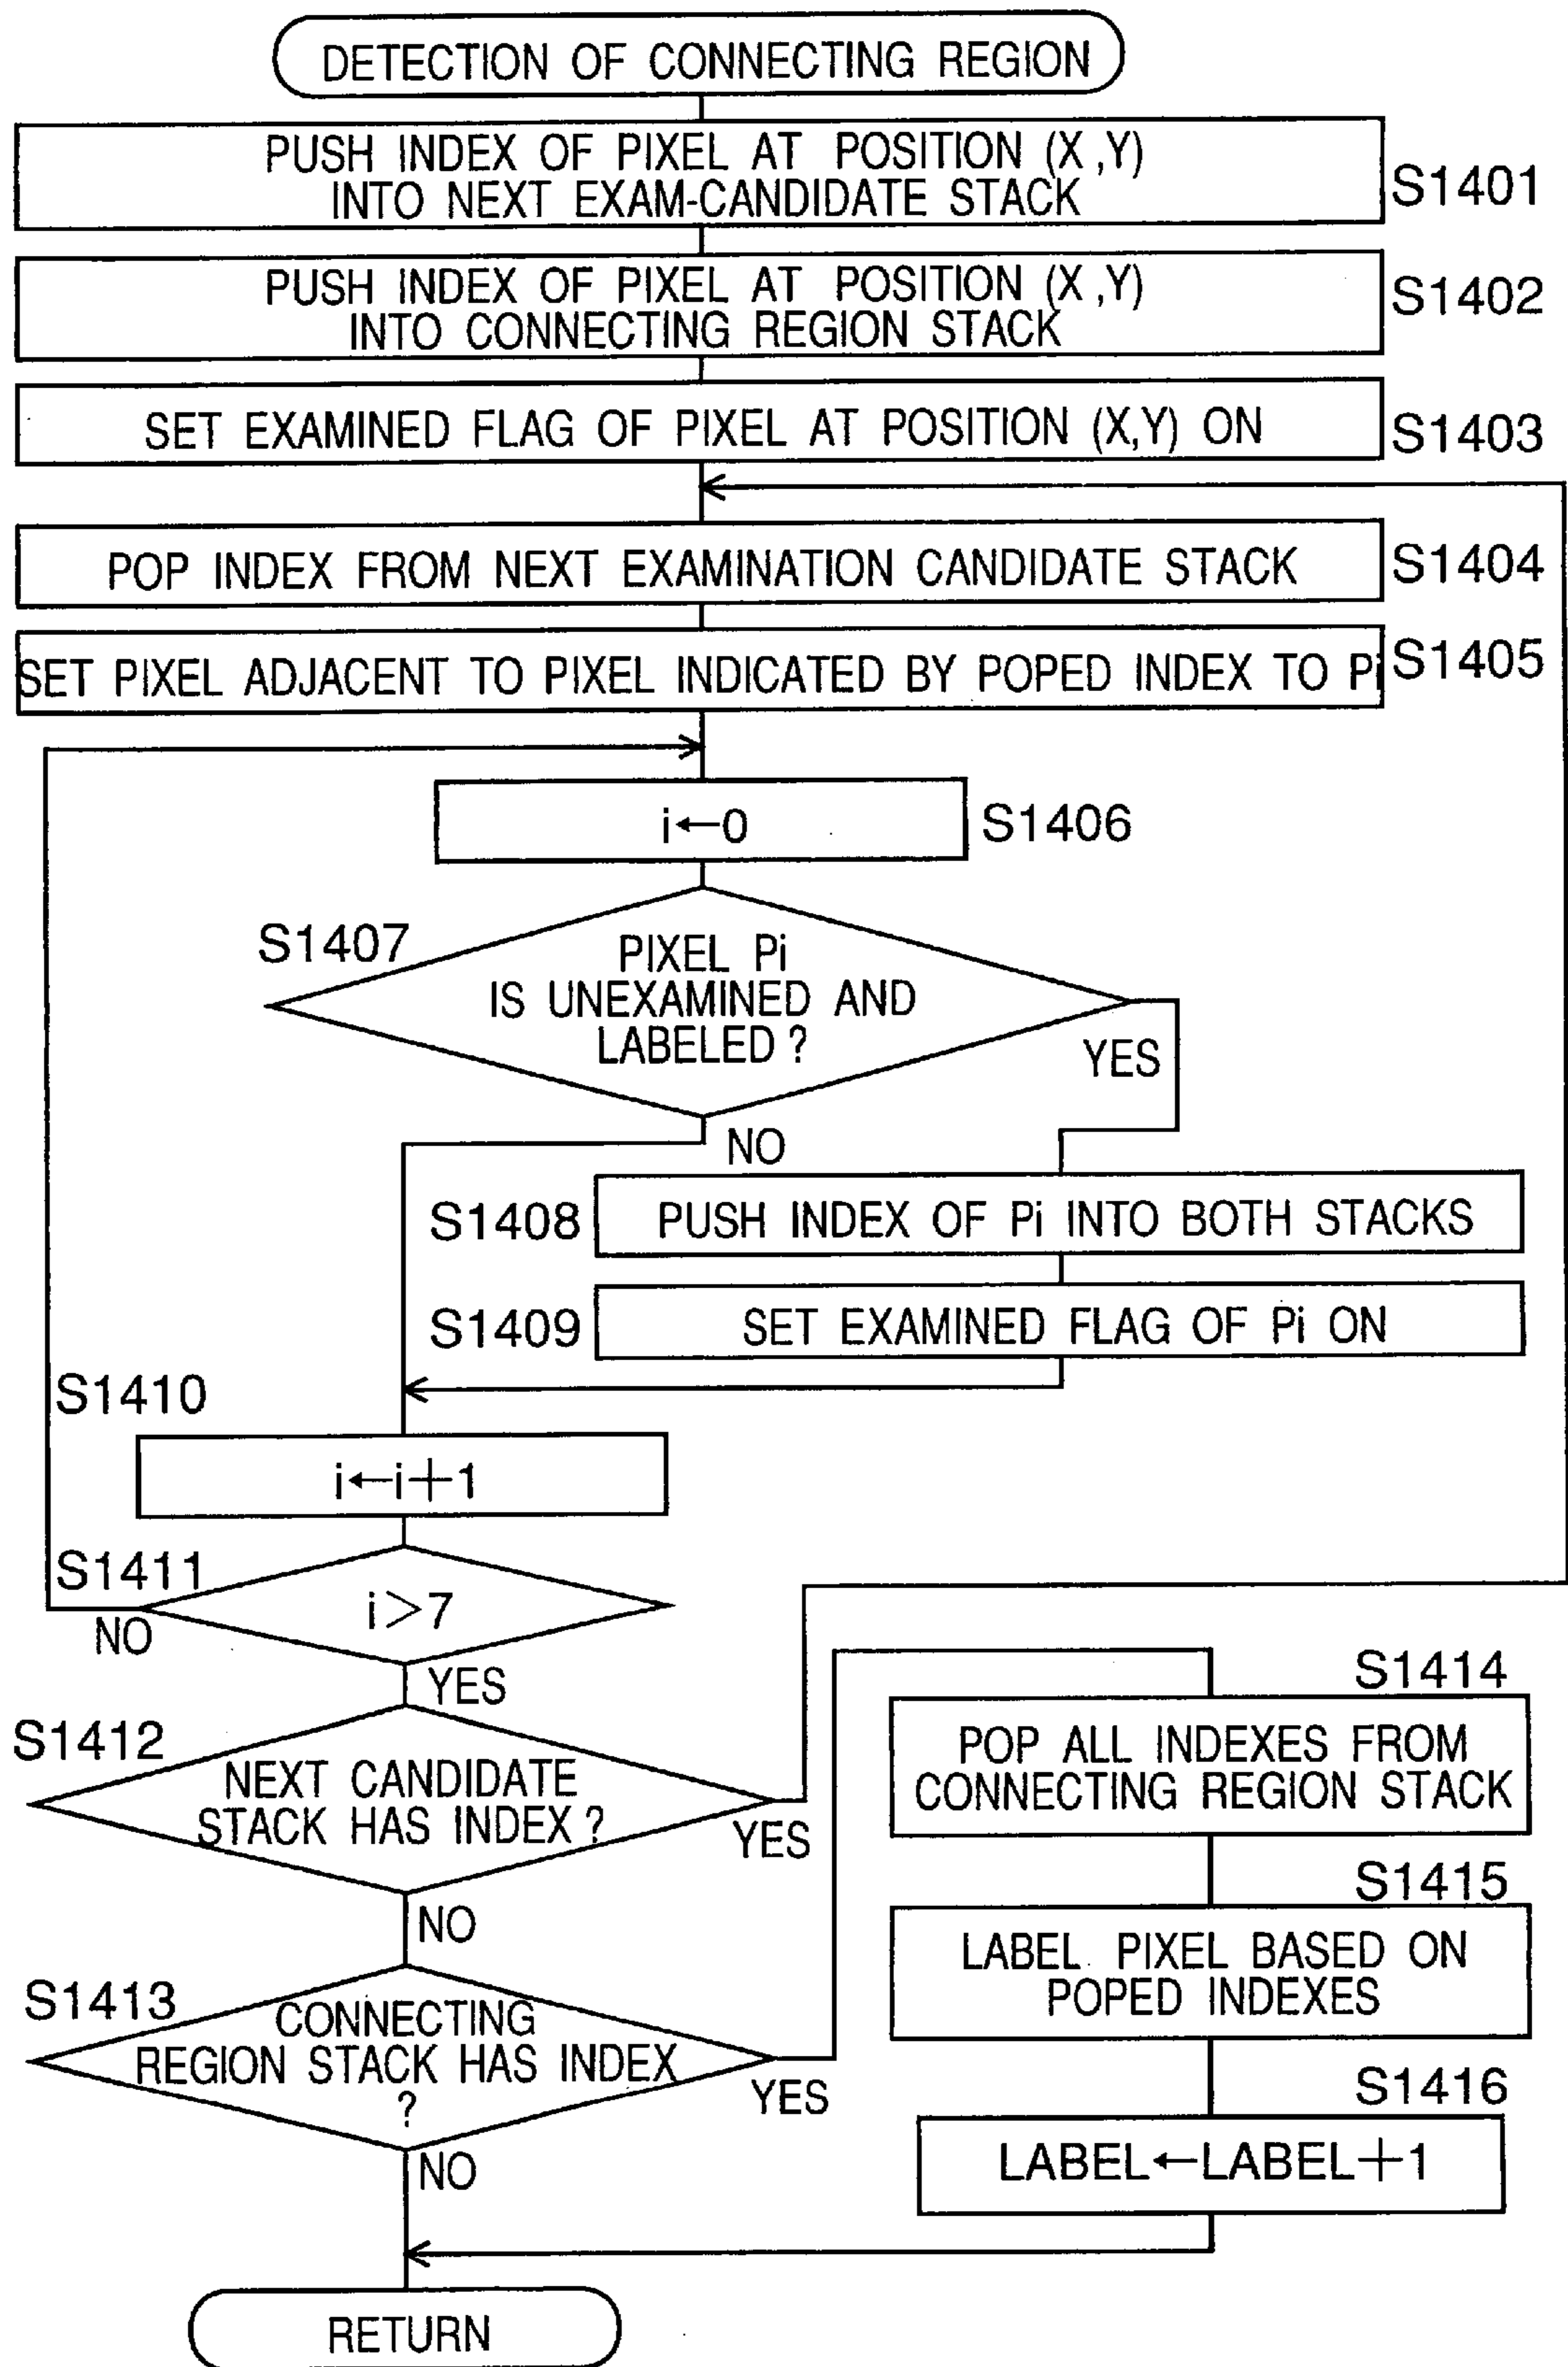 DETECTION OF CONNECTING REGION
PUSH INDEX OF PIXEL AT POSITION (X,Y)
INTO NEXT EXAM-CANDIDATE STACK
S1401
PUSH INDEX OF PIXEL AT POSITION (X,Y)
INTO CONNECTING REGION STACK
S1402
SET EXAMINED FLAG OF PIXEL AT POSITION (X,Y) ON
S1403
POP INDEX FROM NEXT EXAMINATION CANDIDATE STACK
S1404
SET PIXEL ADJACENT TO PIXEL INDICATED BY POPED INDEX TO Pi
S1405
i←0
S1406
S1407
PIXEL Pi
IS UNEXAMINED AND
LABELED ?
YES
NO
S1408
PUSH INDEX OF Pi INTO BOTH STACKS
S1409
SET EXAMINED FLAG OF Pi ON
S1410
i←i+1
S1411
i>7
NO
YES
S1412
NEXT CANDIDATE
STACK HAS INDEX ?
YES
NO
S1413
CONNECTING
REGION STACK HAS INDEX
?
YES
NO
S1414
POP ALL INDEXES FROM
CONNECTING REGION STACK
S1415
LABEL PIXEL BASED ON
POPED INDEXES
S1416
LABEL←LABEL+1
RETURN